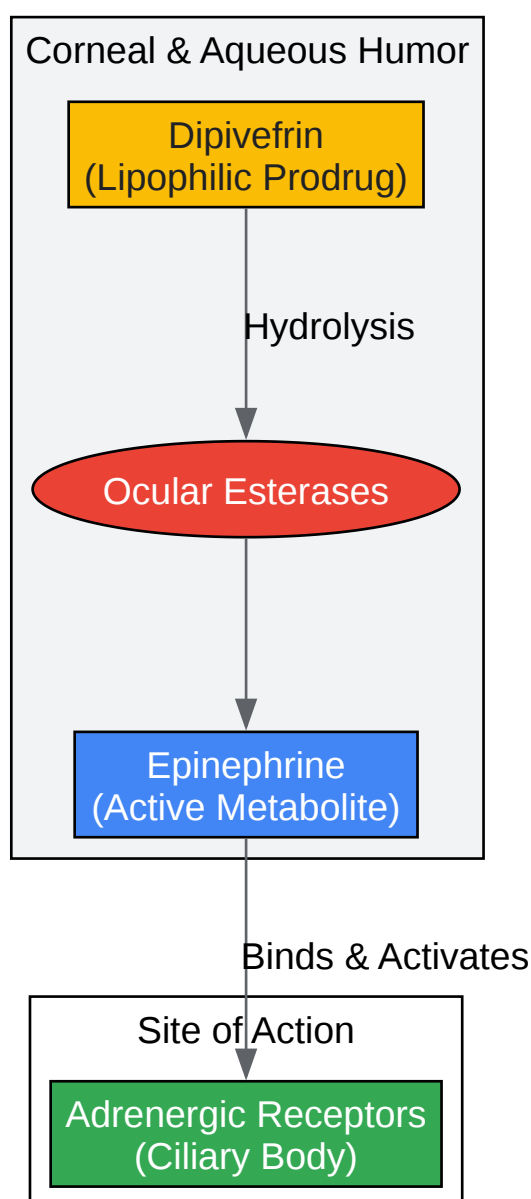 Corneal & Aqueous Humor
Dipivefrin
(Lipophilic Prodrug)
Hydrolysis
Ocular Esterases
Epinephrine
(Active Metabolite)
Binds & Activates
Site of Action
Adrenergic Receptors
(Ciliary Body)